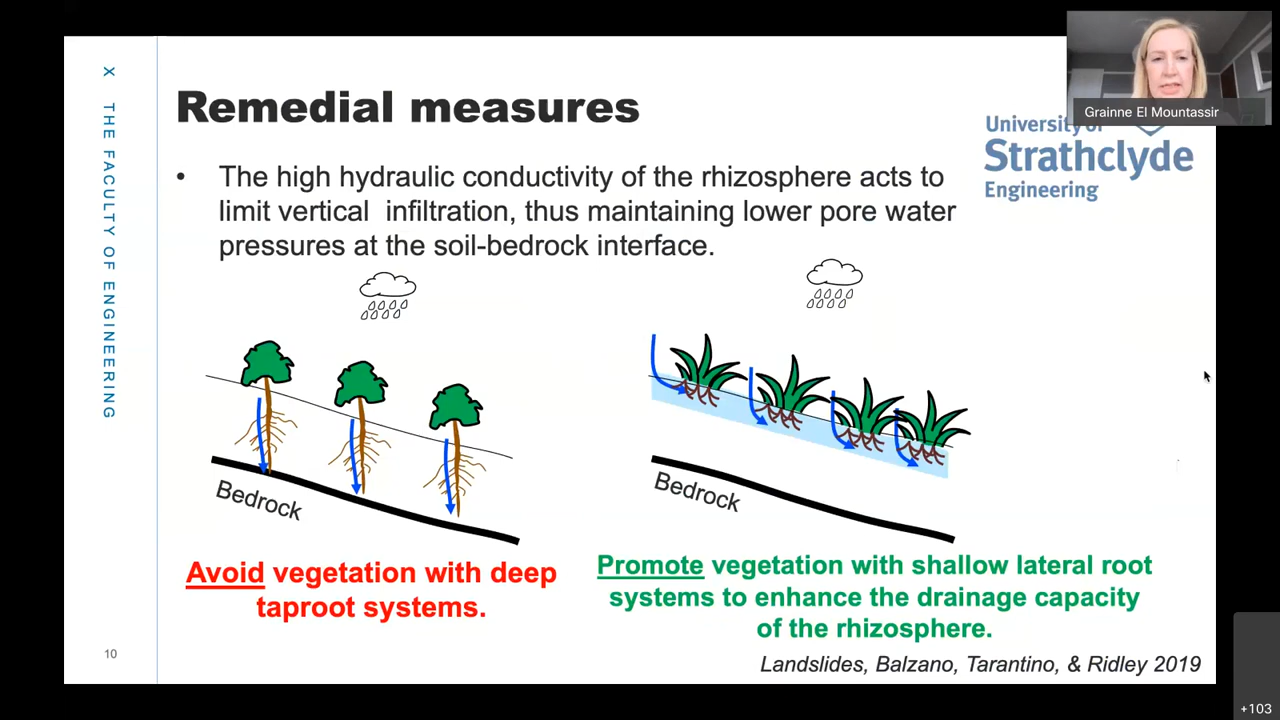 X THE FACULTY OF ENGINEERING
Remedial measures
Grainne El Mountassir
University of
Strathclyde
Engineering
• The high hydraulic conductivity of the rhizosphere acts to
limit vertical infiltration, thus maintaining lower pore water
pressures at the soil-bedrock interface.
Bedrock
Bedrock
Avoid vegetation with deep
taproot systems.
Promote vegetation with shallow lateral root
systems to enhance the drainage capacity
of the rhizosphere.
10
Landslides, Balzano, Tarantino, & Ridley 2019
+103